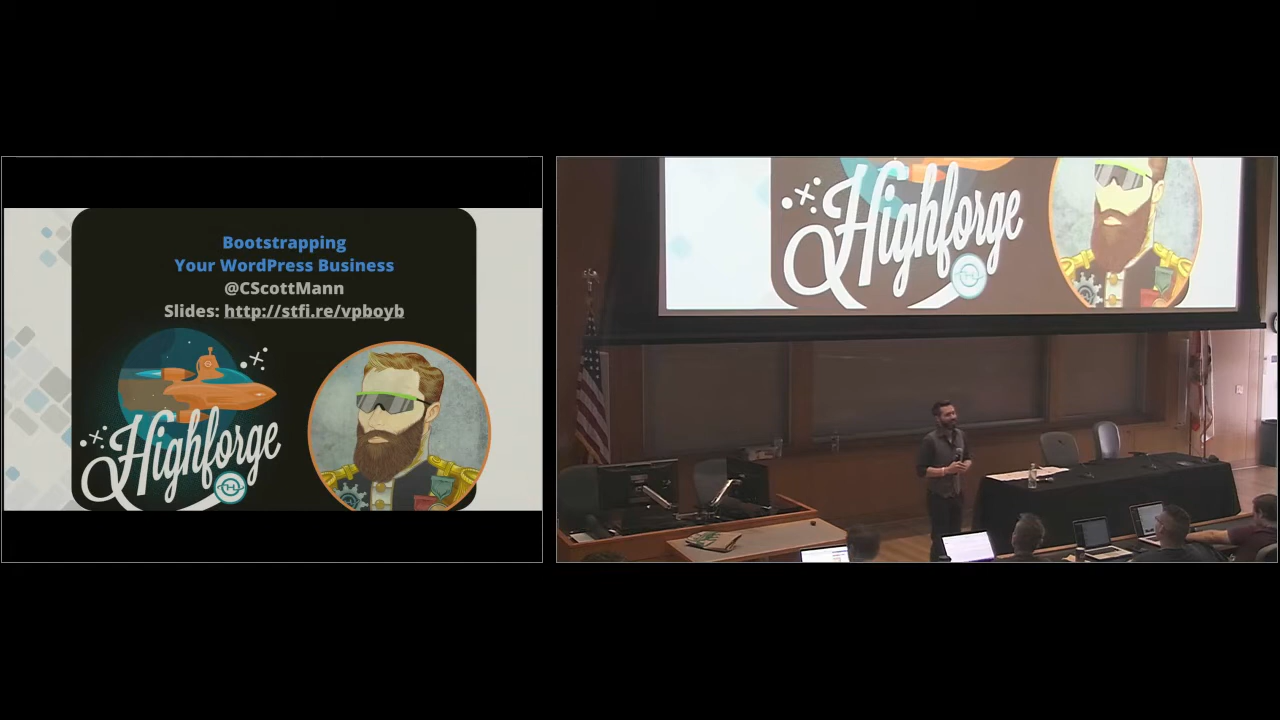 Bootstrapping
Your WordPress Business
@CScottMann
Slides: http://stfi.re/vpboyb
Highforge
Highforge